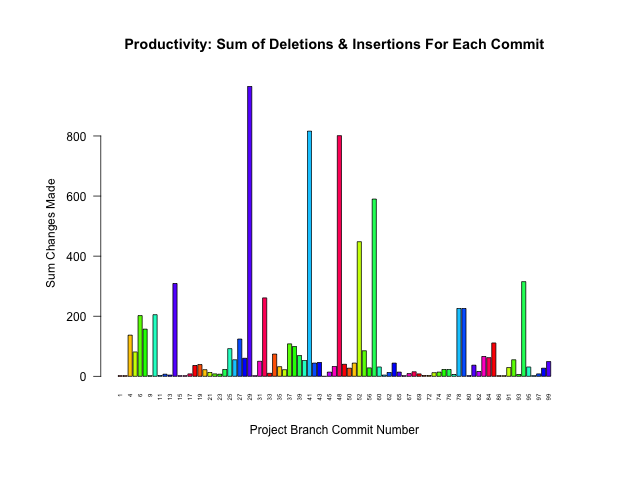 Productivity: Sum of Deletions & Insertions For Each Commit
Sum Changes Made
800
600
400
200
0
1 4 6 9 11 13 15 17 19 21 23 25 27 29 31 33 35 37 39 41 43 45 48 50 52 56 60 62 65 67 69 72 74 76 78 80 82 84 86 91 93 95 97 99
Project Branch Commit Number